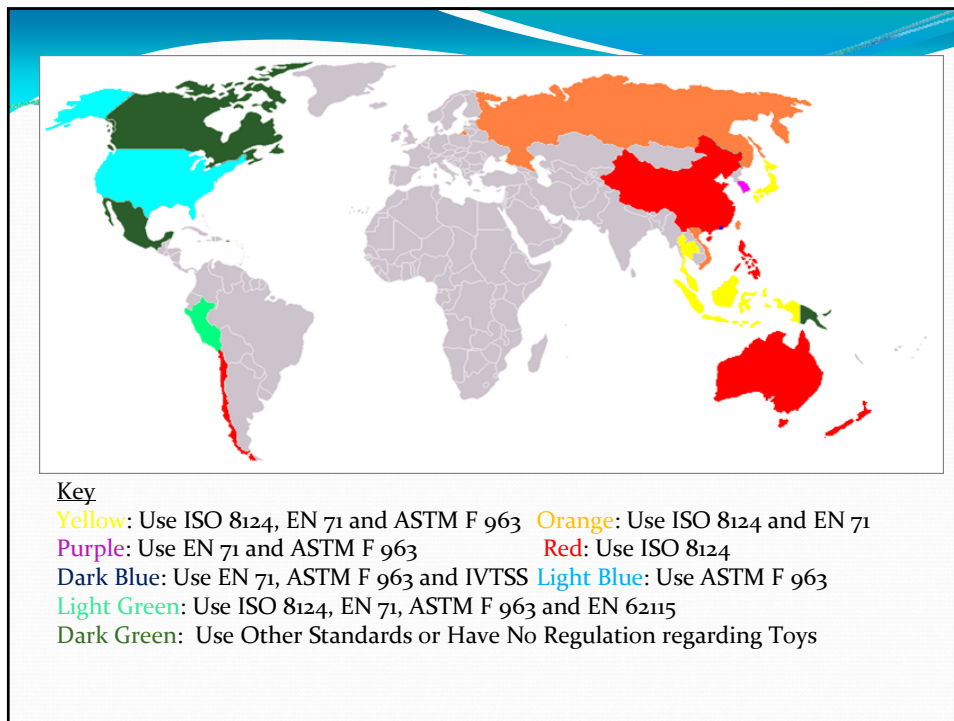 Key
Yellow: Use ISO 8124, EN 71 and ASTM F 963 Orange: Use ISO 8124 and EN 71
Purple: Use EN 71 and ASTM F 963 Red: Use ISO 8124
Dark Blue: Use EN 71, ASTM F 963 and IVTSS Light Blue: Use ASTM F 963
Light Green: Use ISO 8124, EN 71, ASTM F 963 and EN 62115
Dark Green: Use Other Standards or Have No Regulation regarding Toys